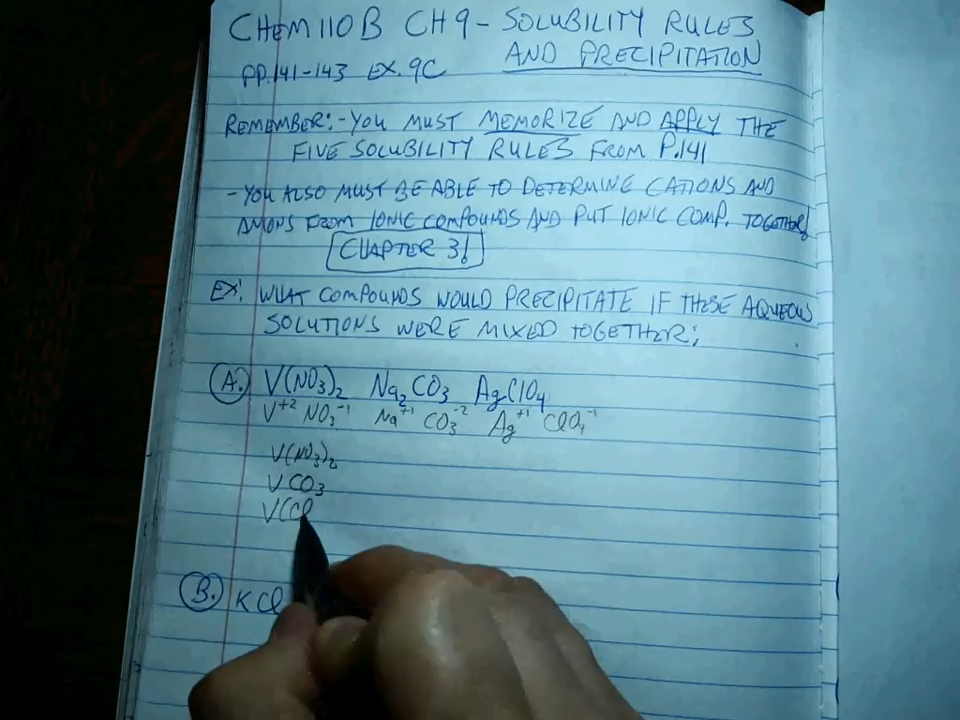 CHEM 110B CH 9 - SOLUBILITY RULES
AND PRECIPITATION
PP. 141-143 EX. 9C
REMEMBER: - YOU MUST MEMORIZE AND APPLY THE
FIVE SOLUBILITY RULES FROM P. 141
- YOU ALSO MUST BE ABLE TO DETERMINE CATIONS AND
ANIONS FROM IONIC COMPOUNDS AND PUT IONIC COMP. TOGETHER!
CHAPTER 3!
EX: WHAT COMPOUNDS WOULD PRECIPITATE IF THESE AQUEOUS
SOLUTIONS WERE MIXED TOGETHER:
A. V(NO₃)₂ Na₂CO₃ AgClO₄
V⁺² NO₃⁻¹ Na⁺¹ CO₃⁻² Ag⁺¹ ClO₄⁻¹
V(NO₃)₂
VCO₃
V(Cl
B. KCl